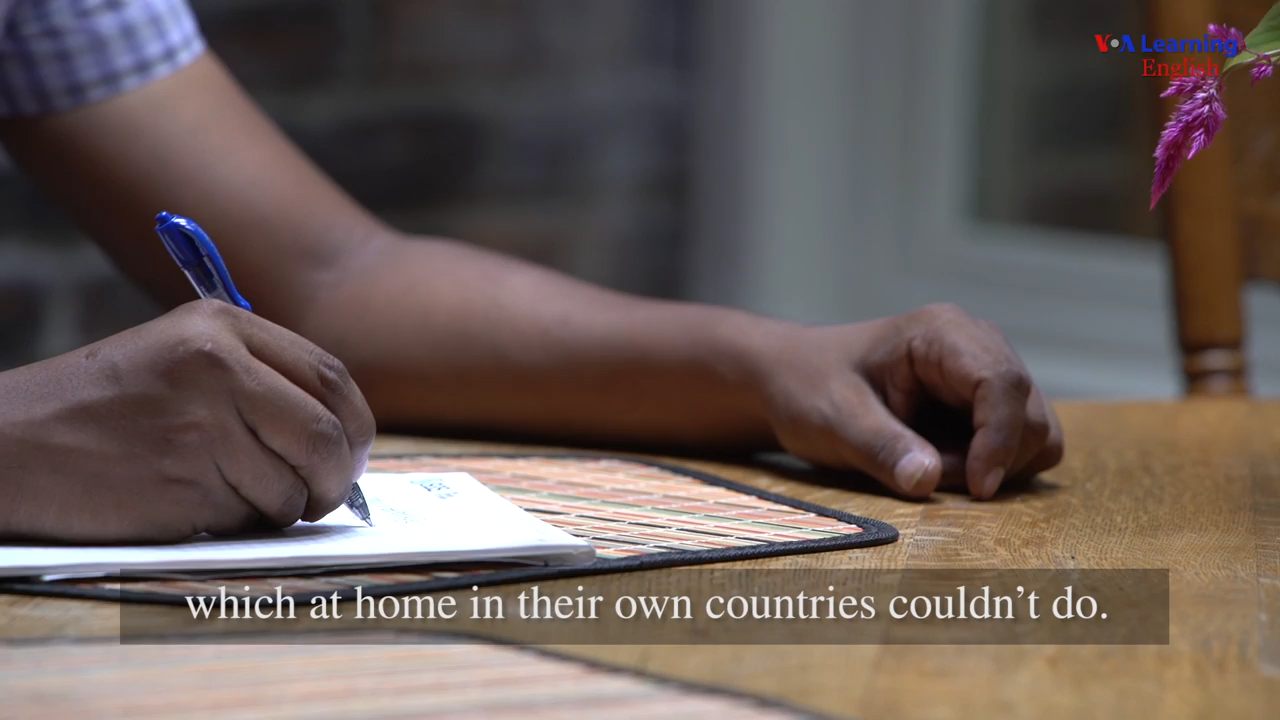 VOA Learning
English
which at home in their own countries couldn't do.